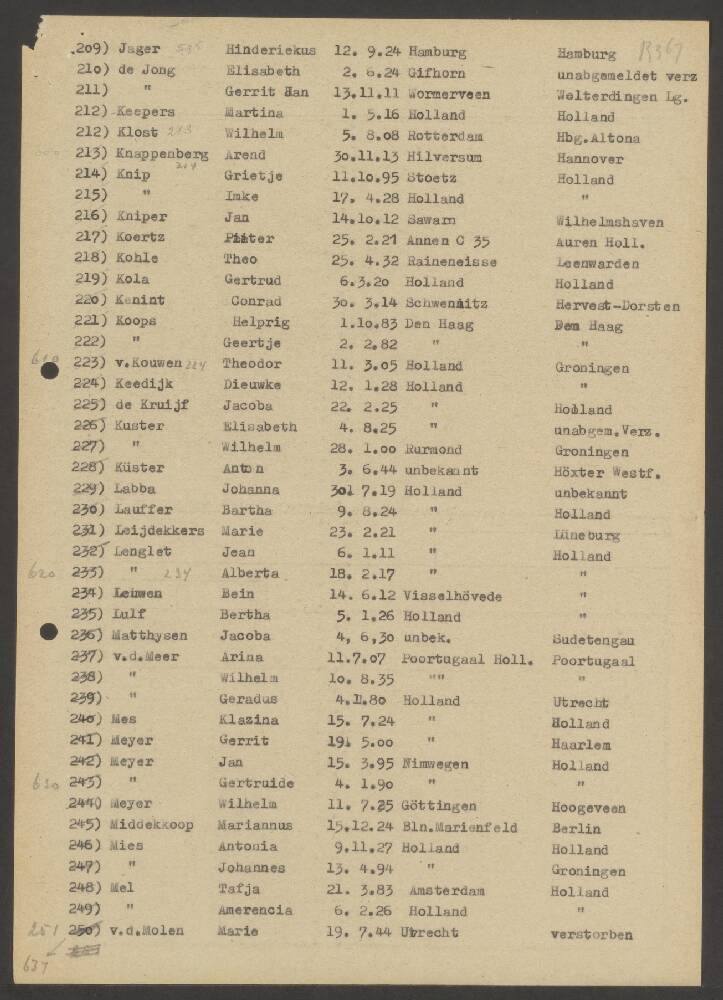 209) Jager 535 Hinderickus 12. 9.24 Hamburg Hamburg
210) de Jong Elisabeth 2. 6.24 Gifhorn unabgemeldet verz
211) " Gerrit Han 13.11.11 Wormerveen Welterdingen Lg.
212) Keepers Martina 1. 5.16 Holland Holland
212) Klost 213 Wilhelm 5. 8.08 Rotterdam Hbg.Altona
213) Knappenberg Arend 30.11.13 Hilversum Hannover
214) Knip Grietje 11.10.95 Stoetz Holland
215) " Imke 17. 4.28 Holland "
216) Kniper Jan 14.10.12 Sawarn Wilhelmshaven
217) Koertz Pieter 25. 2.21 Annen C 35 Auren Holl.
218) Kohle Theo 25. 4.32 Raineneisse Leenwarden
219) Kola Gertrud 6.3.20 Holland Holland
220) Kenint Conrad 30. 3.14 Schwennitz Hervest-Dorsten
221) Koops Helprig 1.10.83 Den Haag Den Haag
222) " Geertje 2. 2.82 " "
223) v.Kouwen 224 Theodor 11. 3.05 Holland Groningen
224) Keedijk Dieuwke 12. 1.28 Holland "
225) de Kruijf Jacoba 22. 2.25 " Holland
226) Kuster Elisabeth 4. 8.25 " unabgem.Verz.
227) " Wilhelm 28. 1.00 Rurmond Groningen
228) Küster Anton 3. 6.44 unbekannt Höxter Westf.
229) Labba Johanna 30. 7.19 Holland unbekannt
230) Lauffer Bartha 9. 8.24 " Holland
231) Leijdekkers Marie 23. 2.21 " Lüneburg
232) Lenglet Jean 6. 1.11 " Holland
620 233) " 234 Alberta 18. 2.17 " "
234) Leuwen Bein 14. 6.12 Visselhövede "
235) Lulf Bertha 5. 1.26 Holland "
236) Matthysen Jacoba 4, 6,30 unbek. Sudetengau
237) v.d.Meer Arina 11.7.07 Poortugaal Holl. Poortugaal
238) " Wilhelm 10. 8.35 "" "
239) " Geradus 4.11.80 Holland Utrecht
240) Mes Klazina 15. 7.24 " Holland
241) Meyer Gerrit 19. 5.00 " Haarlem
242) Meyer Jan 15. 3.95 Nimwegen Holland
630 243) " Gertruide 4. 1.90 " "
244) Meyer Wilhelm 11. 7.25 Göttingen Hoogeveen
245) Middekkoop Mariannus 15.12.24 Bln.Marienfeld Berlin
246) Mies Antonia 9.11.27 Holland Holland
247) " Johannes 13. 4.94 " Groningen
248) Mel Tafja 21. 3.83 Amsterdam Holland
249) " Amerencia 6. 2.26 Holland "
251 250) v.d.Molen Marie 19. 7.44 Utrecht verstorben
637